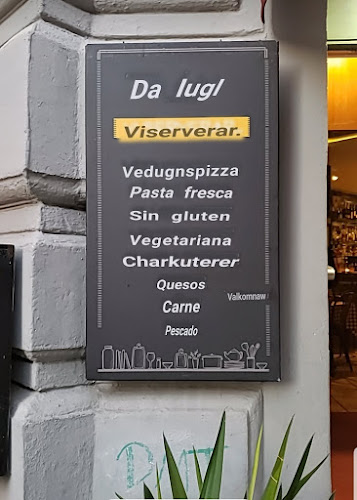 Da lugl
Viserverar.
Vedugnspizza
Pasta fresca
Sin gluten
Vegetariana
Charkuterer
Quesos
Carne
Valkomnaw
Pescado